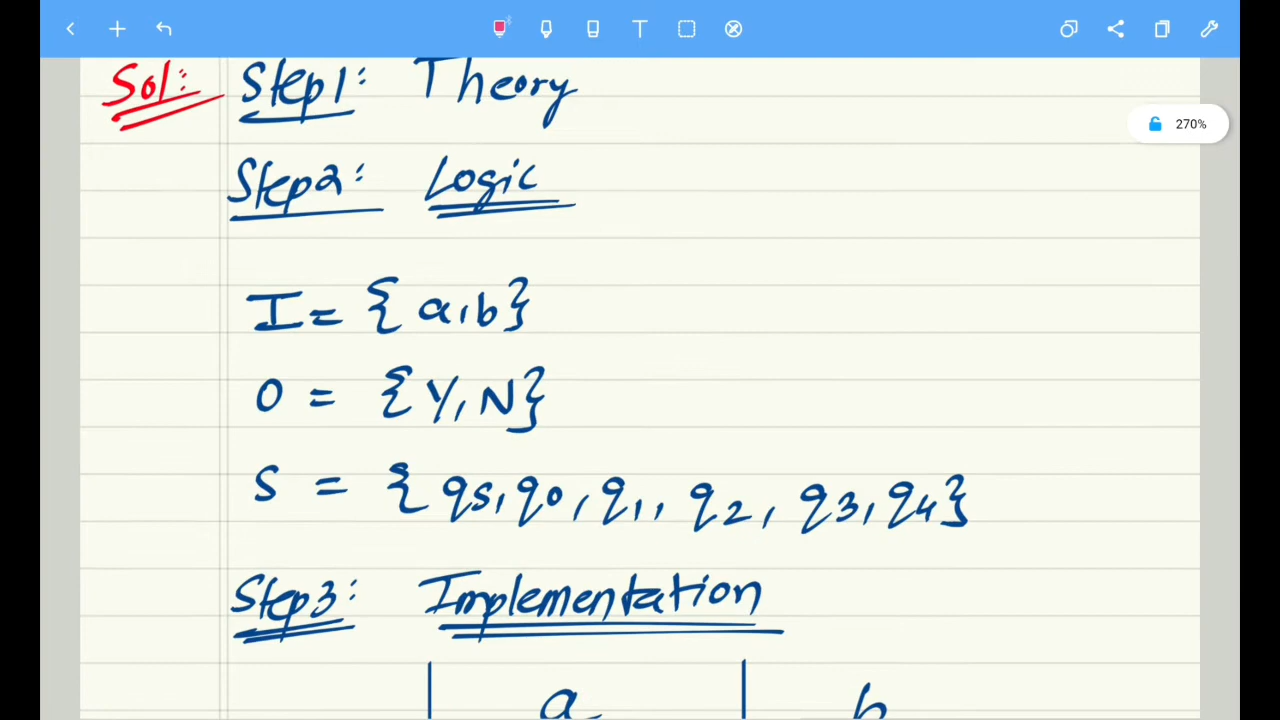 270%
Sol: Step1: Theory
Step2: Logic
I = {a,b}
O = {Y,N}
S = {qs, q0, q1, q2, q3, q4}
Step3: Implementation
a b